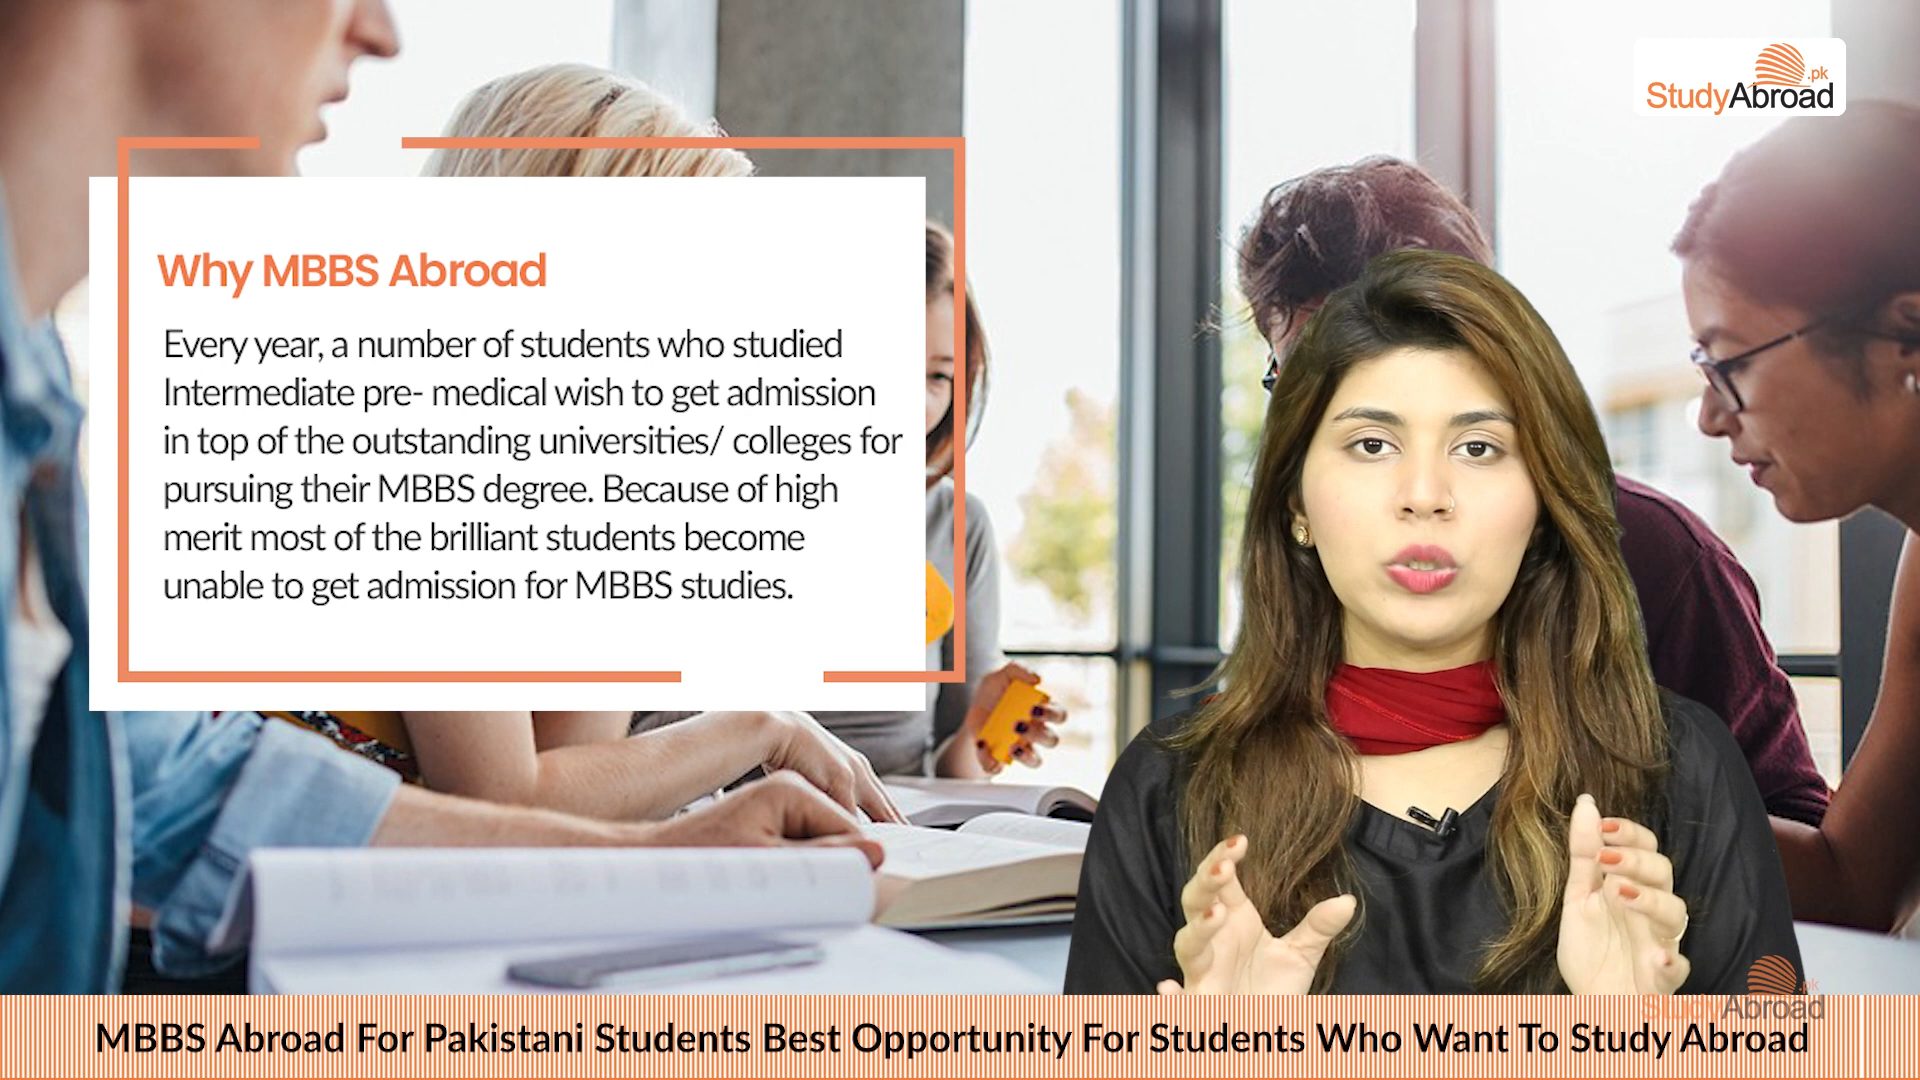 StudyAbroad.pk
Why MBBS Abroad
Every year, a number of students who studied
Intermediate pre- medical wish to get admission
in top of the outstanding universities/ colleges for
pursuing their MBBS degree. Because of high
merit most of the brilliant students become
unable to get admission for MBBS studies.
StudyAbroad.pk
MBBS Abroad For Pakistani Students Best Opportunity For Students Who Want To Study Abroad